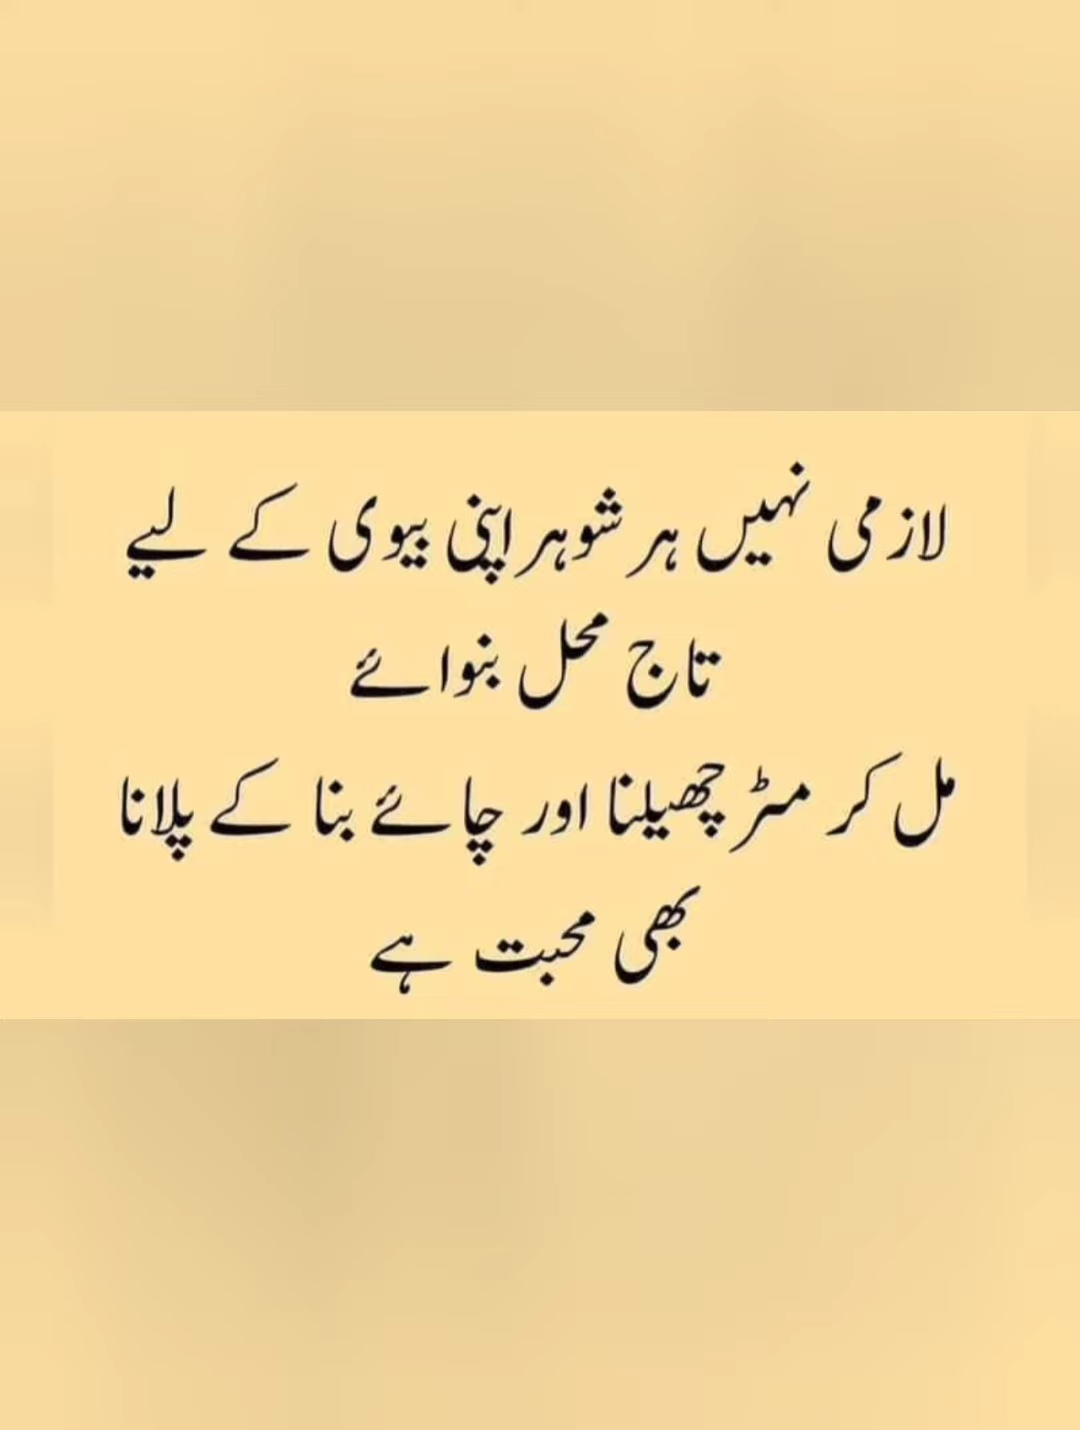 لازمی نہیں ہر شوہر اپنی بیوی کے لیے
تاج محل بنوائے
مل کر مٹر چھیلنا اور چائے بنا کے پلانا
بھی محبت ہے